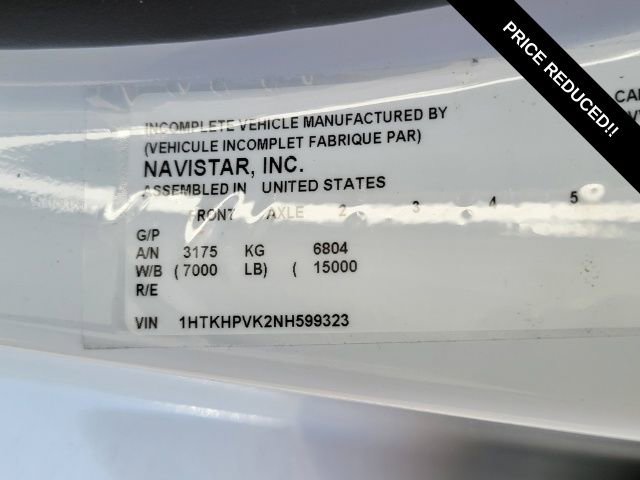 PRICE REDUCED!!
INCOMPLETE VEHICLE MANUFACTURED BY
(VEHICULE INCOMPLET FABRIQUE PAR)
NAVISTAR, INC.
ASSEMBLED IN UNITED STATES
FRONT AXLE 2 3 4 5
G/P
A/N 3175 KG 6804
W/B (7000 LB) ( 15000
R/E
VIN 1HTKHPVK2NH599323